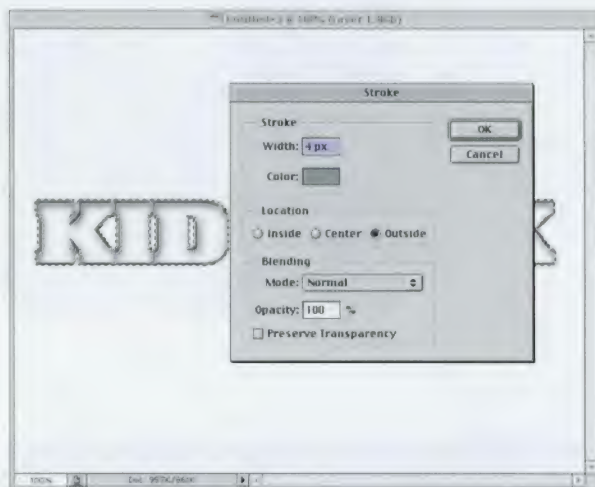 Stroke
Stroke
Width: 4 px
OK
Cancel
Color:
KID K
Location
Inside Center Outside
Blending
Mode: Normal
Opacity: 100 %
Preserve Transparency
100%